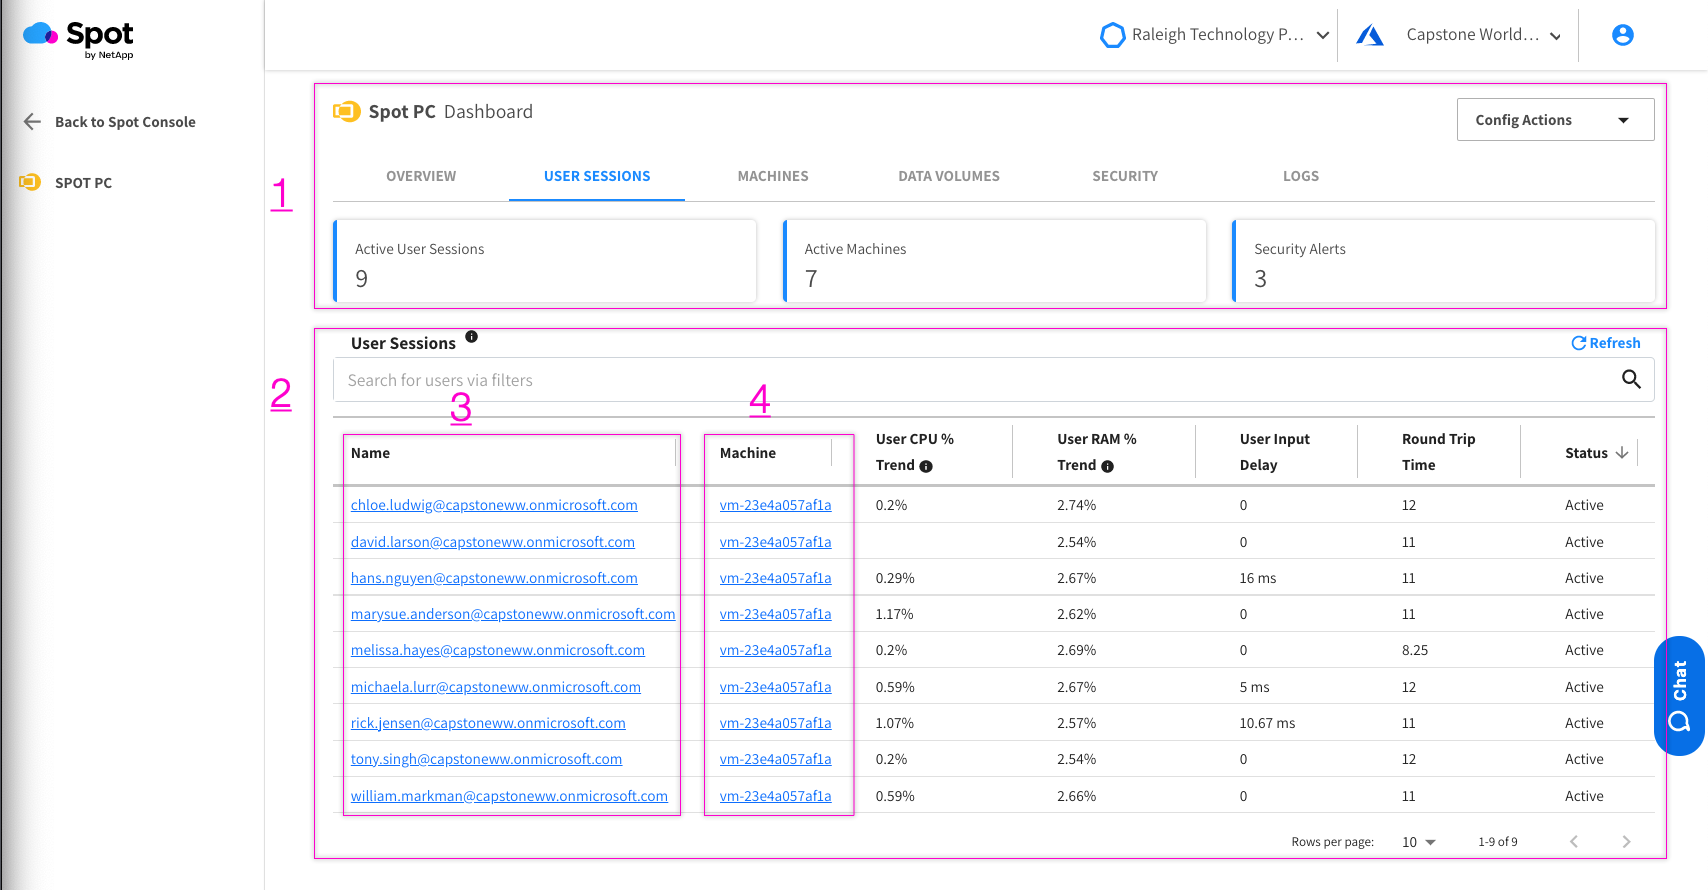 Spot
by NetApp
Raleigh Technology P...
Capstone World...
Back to Spot Console
SPOT PC
1
Spot PC Dashboard
Config Actions
OVERVIEW USER SESSIONS MACHINES DATA VOLUMES SECURITY LOGS
Active User Sessions
9
Active Machines
7
Security Alerts
3
2
User Sessions
Refresh
Search for users via filters
3
4
Name Machine User CPU % Trend User RAM % Trend User Input Delay Round Trip Time Status
chloe.ludwig@capstoneww.onmicrosoft.com vm-23e4a057af1a 0.2% 2.74% 0 12 Active
david.larson@capstoneww.onmicrosoft.com vm-23e4a057af1a 2.54% 0 11 Active
hans.nguyen@capstoneww.onmicrosoft.com vm-23e4a057af1a 0.29% 2.67% 16 ms 11 Active
marysue.anderson@capstoneww.onmicrosoft.com vm-23e4a057af1a 1.17% 2.62% 0 11 Active
melissa.hayes@capstoneww.onmicrosoft.com vm-23e4a057af1a 0.2% 2.69% 0 8.25 Active
michaela.lurr@capstoneww.onmicrosoft.com vm-23e4a057af1a 0.59% 2.67% 5 ms 12 Active
rick.jensen@capstoneww.onmicrosoft.com vm-23e4a057af1a 1.07% 2.57% 10.67 ms 11 Active
tony.singh@capstoneww.onmicrosoft.com vm-23e4a057af1a 0.2% 2.54% 0 12 Active
william.markman@capstoneww.onmicrosoft.com vm-23e4a057af1a 0.59% 2.66% 0 11 Active
Rows per page: 10 1-9 of 9
Chat